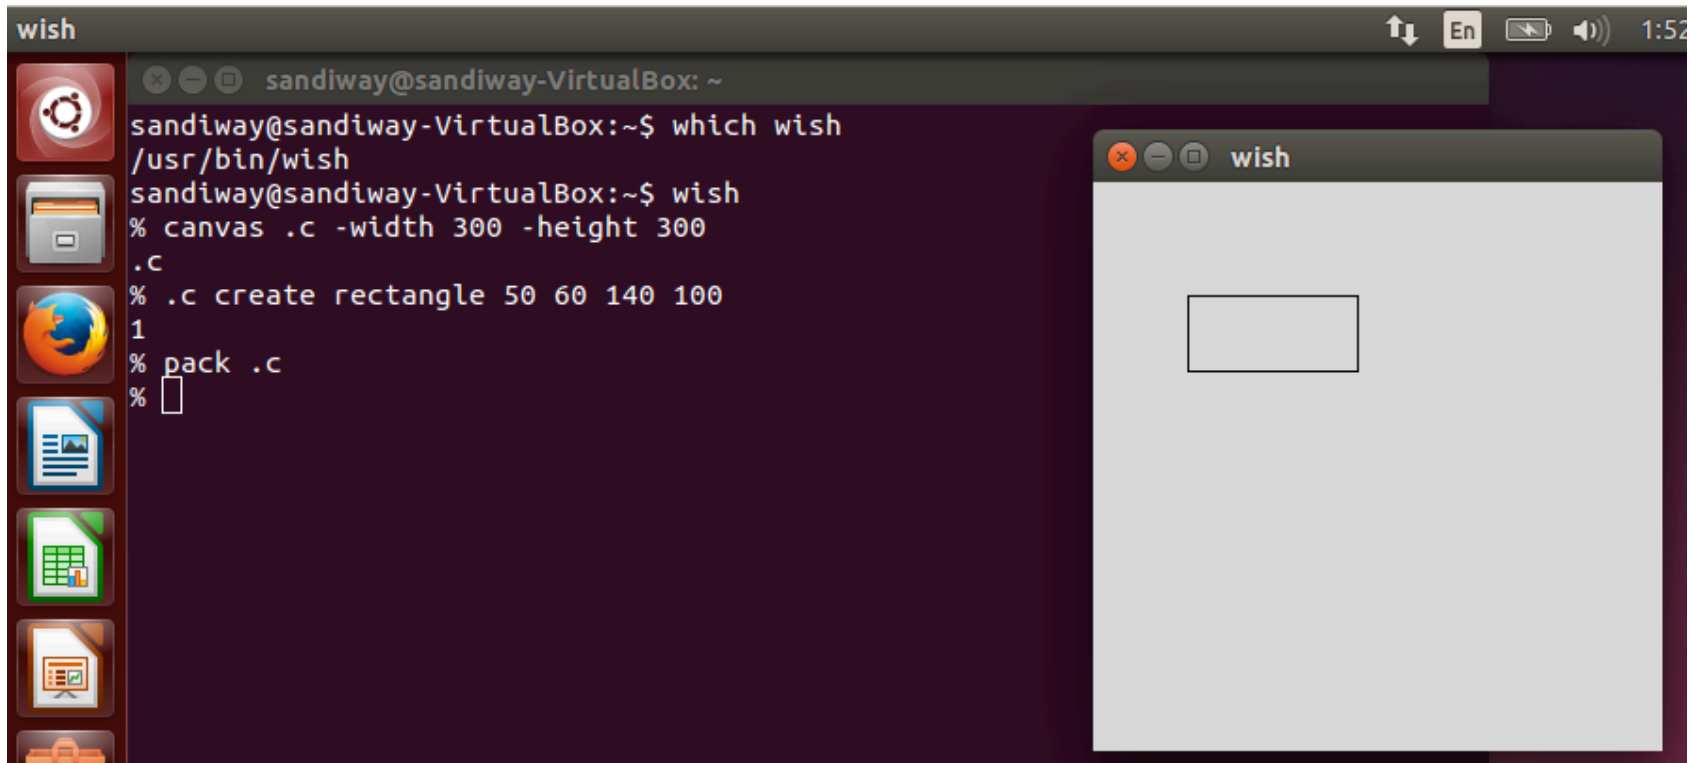 wish
En
1:52
sandiway@sandiway-VirtualBox: ~
sandiway@sandiway-VirtualBox:~$ which wish
/usr/bin/wish
sandiway@sandiway-VirtualBox:~$ wish
% canvas .c -width 300 -height 300
.c
% .c create rectangle 50 60 140 100
1
% pack .c
%
wish